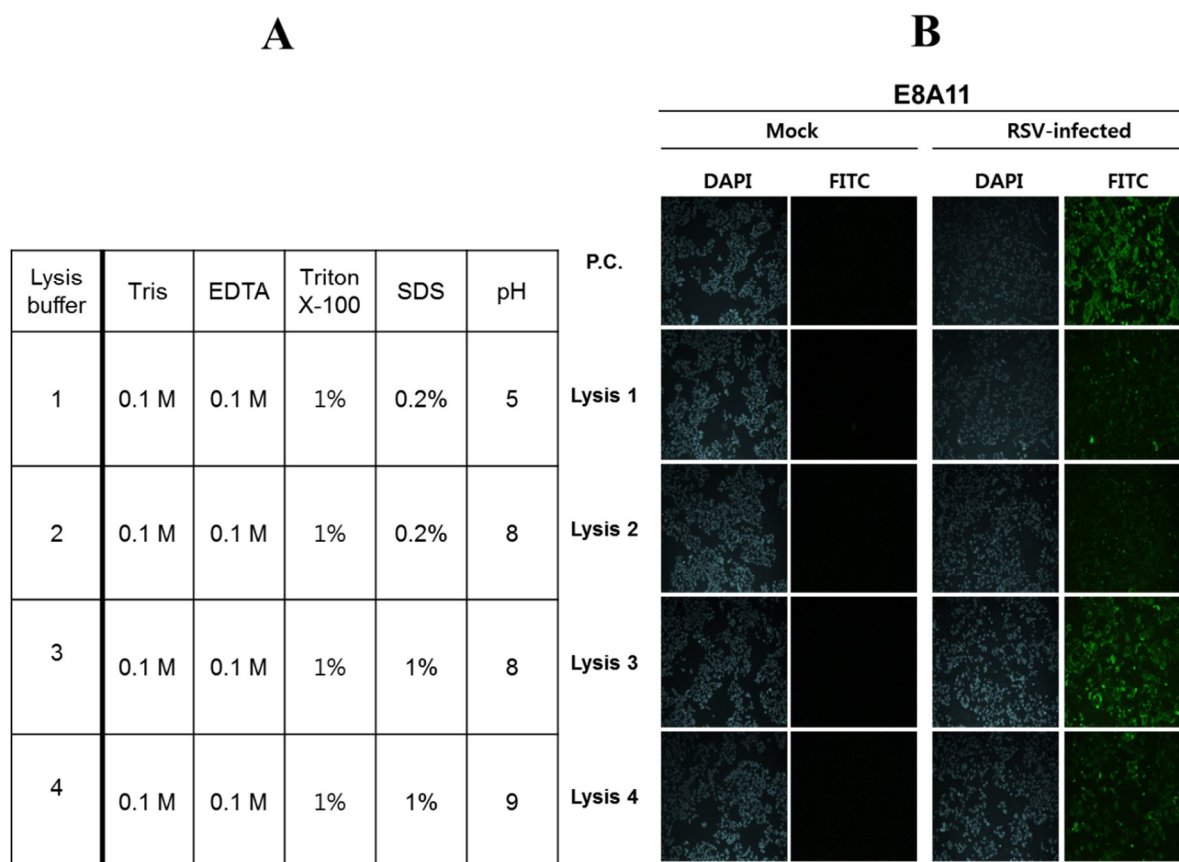 A
B
E8A11
Mock RSV-infected
DAPI FITC DAPI FITC
P.C.
Lysis
buffer Tris EDTA Triton
X-100 SDS pH
1 0.1 M 0.1 M 1% 0.2% 5
Lysis 1
2 0.1 M 0.1 M 1% 0.2% 8
Lysis 2
3 0.1 M 0.1 M 1% 1% 8
Lysis 3
4 0.1 M 0.1 M 1% 1% 9
Lysis 4